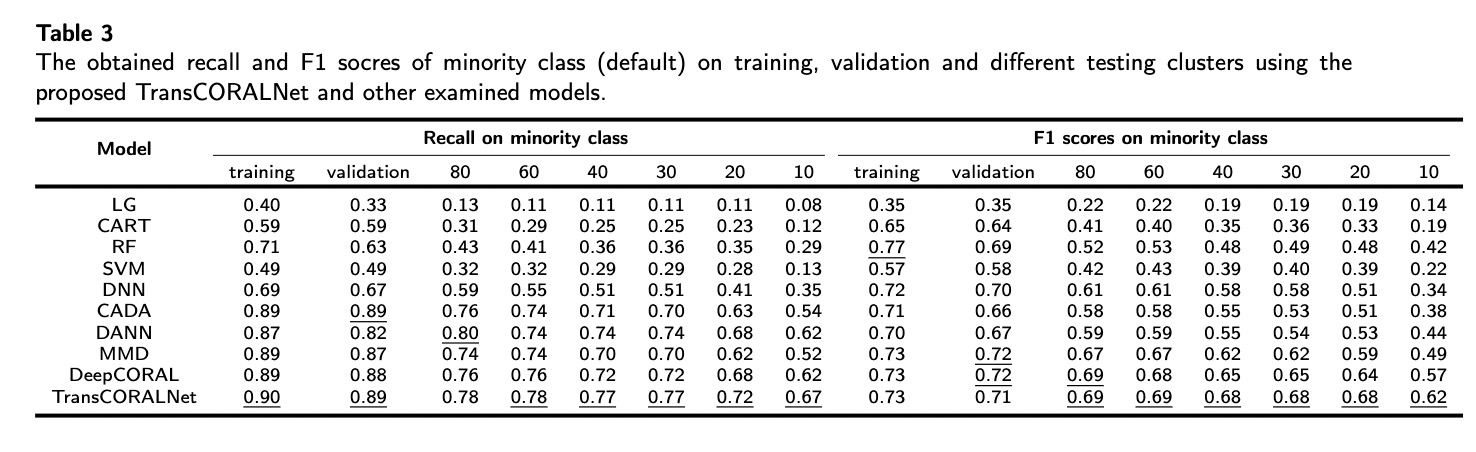 Table 3
The obtained recall and F1 socres of minority class (default) on training, validation and different testing clusters using the
proposed TransCORALNet and other examined models.
Model Recall on minority class F1 scores on minority class
training validation 80 60 40 30 20 10 training validation 80 60 40 30 20 10
LG 0.40 0.33 0.13 0.11 0.11 0.11 0.11 0.08 0.35 0.35 0.22 0.22 0.19 0.19 0.19 0.14
CART 0.59 0.59 0.31 0.29 0.25 0.25 0.23 0.12 0.65 0.64 0.41 0.40 0.35 0.36 0.33 0.19
RF 0.71 0.63 0.43 0.41 0.36 0.36 0.35 0.29 0.77 0.69 0.52 0.53 0.48 0.49 0.48 0.42
SVM 0.49 0.49 0.32 0.32 0.29 0.29 0.28 0.13 0.57 0.58 0.42 0.43 0.39 0.40 0.39 0.22
DNN 0.69 0.67 0.59 0.55 0.51 0.51 0.41 0.35 0.72 0.70 0.61 0.61 0.58 0.58 0.51 0.34
CADA 0.89 0.89 0.76 0.74 0.71 0.70 0.63 0.54 0.71 0.66 0.58 0.58 0.55 0.53 0.51 0.38
DANN 0.87 0.82 0.80 0.74 0.74 0.74 0.68 0.62 0.70 0.67 0.59 0.59 0.55 0.54 0.53 0.44
MMD 0.89 0.87 0.74 0.74 0.70 0.70 0.62 0.52 0.73 0.72 0.67 0.67 0.62 0.62 0.59 0.49
DeepCORAL 0.89 0.88 0.76 0.76 0.72 0.72 0.68 0.62 0.73 0.72 0.69 0.68 0.65 0.65 0.64 0.57
TransCORALNet 0.90 0.89 0.78 0.78 0.77 0.77 0.72 0.67 0.73 0.71 0.69 0.69 0.68 0.68 0.68 0.62